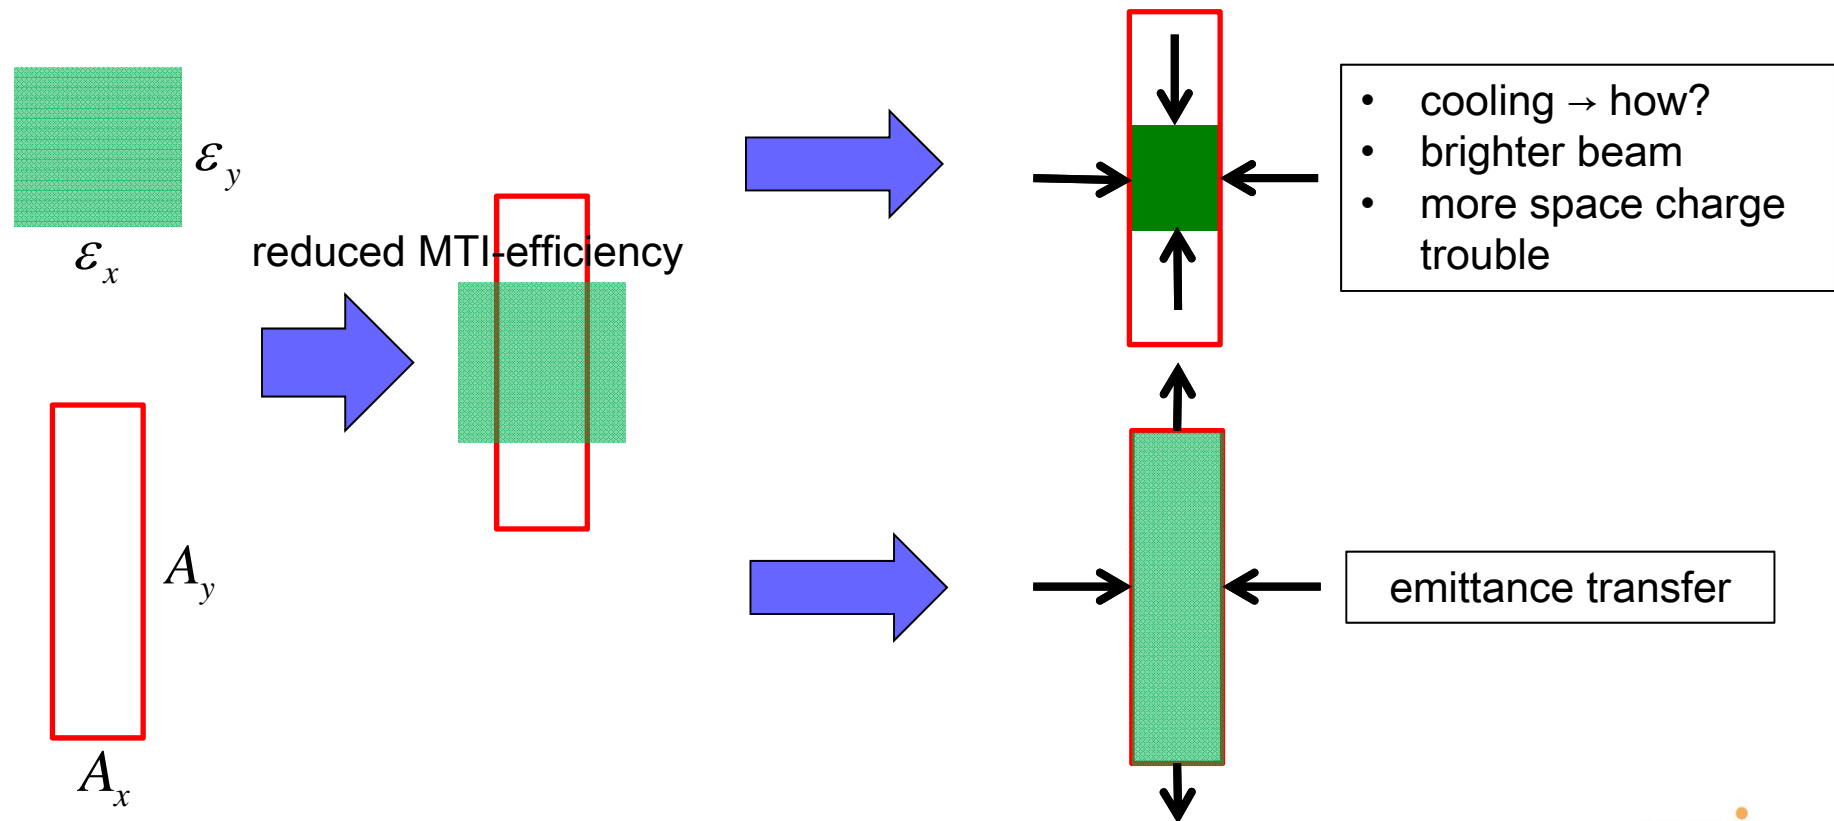 ε_y
ε_x
reduced MTI-efficiency
A_y
A_x
• cooling → how?
• brighter beam
• more space charge
trouble
emittance transfer